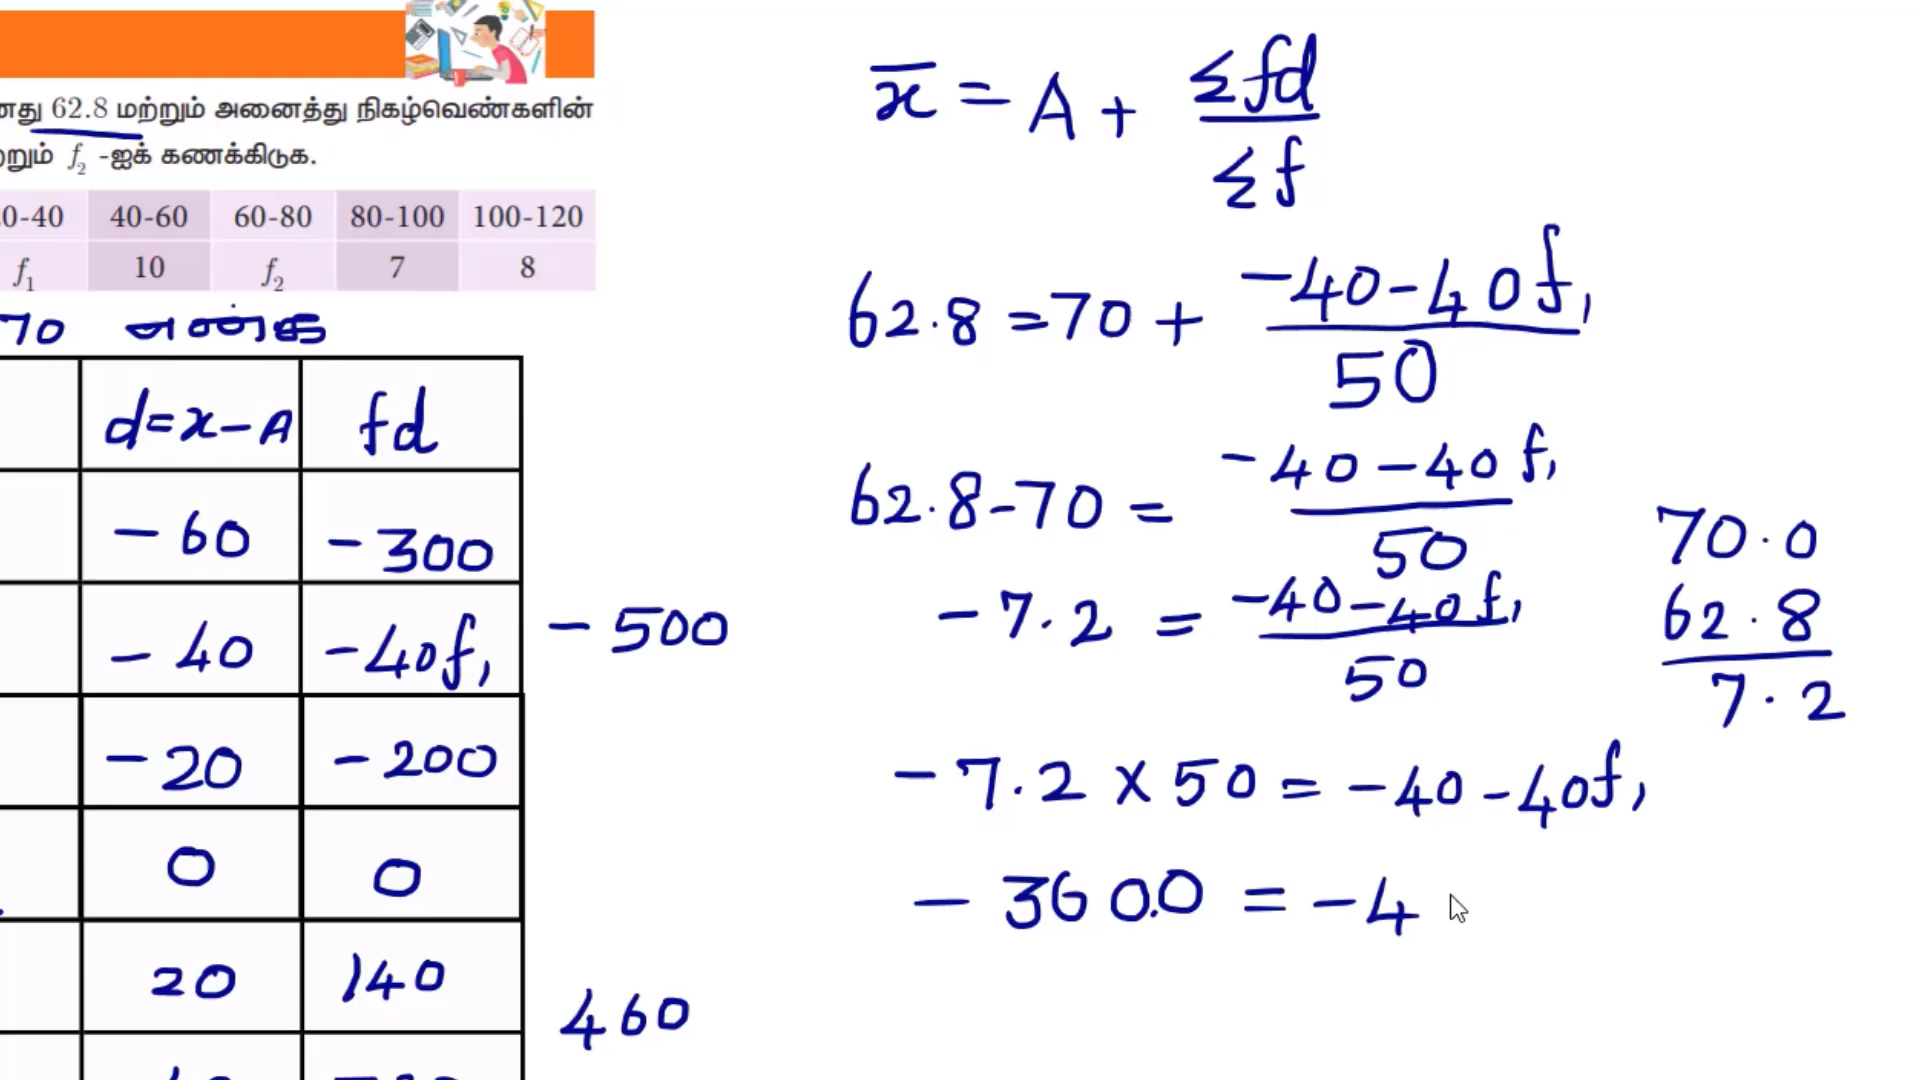 னது 62.8 மற்றும் அனைத்து நிகழ்வெண்களின்
றும் f₂ -ஐக் கணக்கிடுக.
0-40 40-60 60-80 80-100 100-120
f₁ 10 f₂ 7 8
70 என்க
d=x-A fd
-60 -300
-40 -40f₁
-500
-20 -200
0 0
20 140
460
x̄ = A + Σfd/Σf
62.8 = 70 + (-40-40f₁)/50
62.8-70 = (-40-40f₁)/50
-7.2 = (-40-40f₁)/50
70.0
62.8
7.2
-7.2 × 50 = -40-40f₁
-360.0 = -4